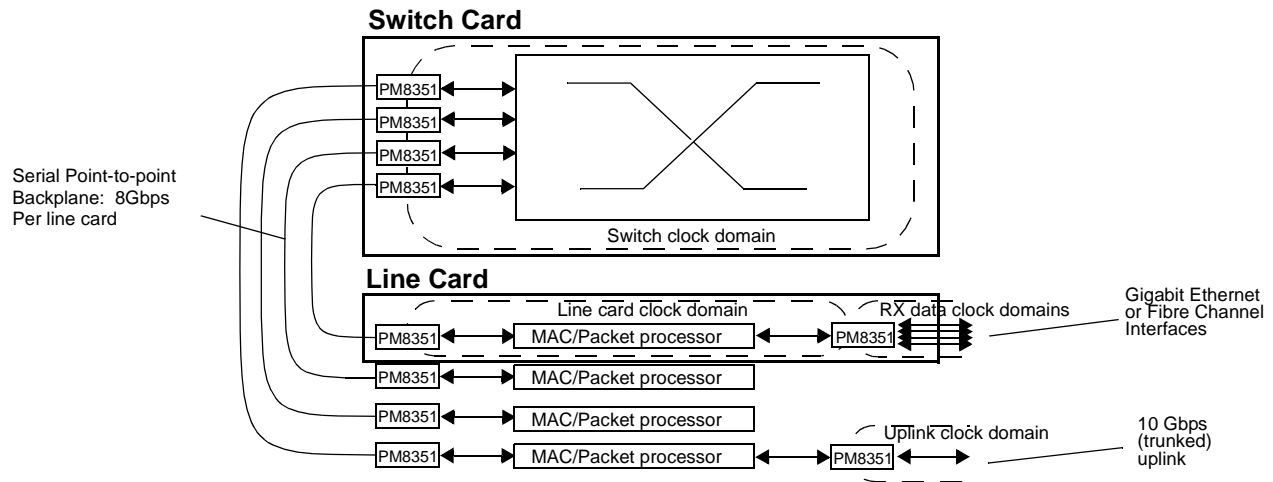 Switch Card
PM8351
PM8351
PM8351
PM8351
Serial Point-to-point
Backplane: 8Gbps
Per line card
Switch clock domain
Line Card
Line card clock domain
RX data clock domains
Gigabit Ethernet
or Fibre Channel
Interfaces
PM8351
MAC/Packet processor
PM8351
PM8351
MAC/Packet processor
PM8351
MAC/Packet processor
Uplink clock domain
10 Gbps
(trunked)
uplink
PM8351
MAC/Packet processor
PM8351